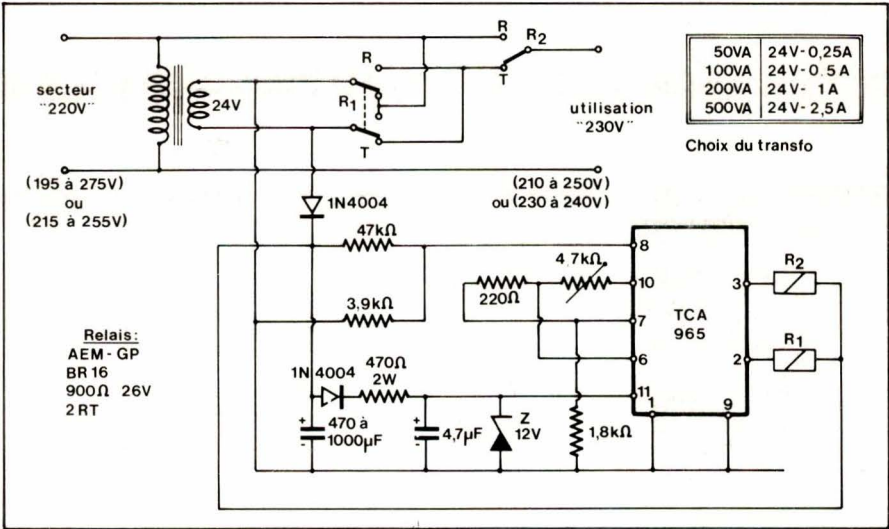 R
R2
T
R
R1
T
24V
secteur
"220V"
utilisation
"230V"
50VA 24V-0,25A
100VA 24V-0.5A
200VA 24V- 1A
500VA 24V-2,5A
Choix du transfo
(195 à 275V)
ou
(215 à 255V)
(210 à 250V)
ou (230 à 240V)
1N4004
47kΩ
3,9kΩ
220Ω
4,7kΩ
8
10
7
6
11
1
9
3
2
TCA
965
R2
R1
Relais:
AEM-GP
BR16
900Ω 26V
2RT
1N4004
470Ω
2W
+
-
470 à
1000µF
+
-
4,7µF
Z
12V
1,8kΩ